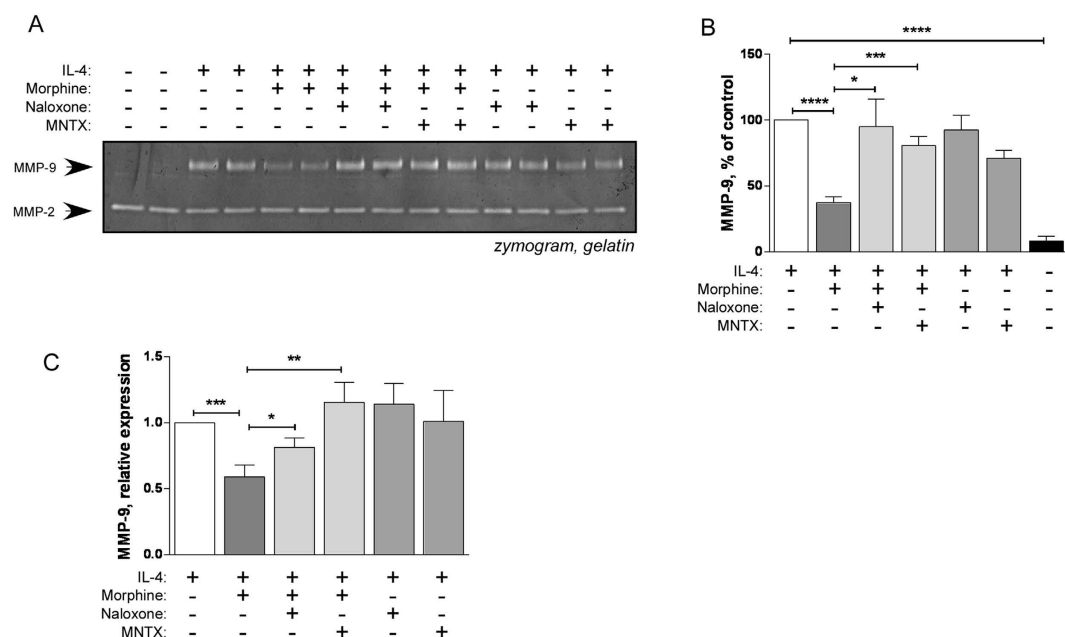 A
IL-4: - - + + + + + + + + + + + +
Morphine: - - - - + + + + + + - - - -
Naloxone: - - - - - - + + - - + + - -
MNTX: - - - - - - - - + + - - + +
MMP-9
MMP-2
zymogram, gelatin
B
****
***
*
****
150
100
50
0
MMP-9, % of control
IL-4: + + + + + + -
Morphine: - + + + - - -
Naloxone: - - + - + - -
MNTX: - - - + - + -
C
**
***
*
1.5
1.0
0.5
0.0
MMP-9, relative expression
IL-4: + + + + + +
Morphine: - + + + - -
Naloxone: - - + - + -
MNTX: - - - + - +